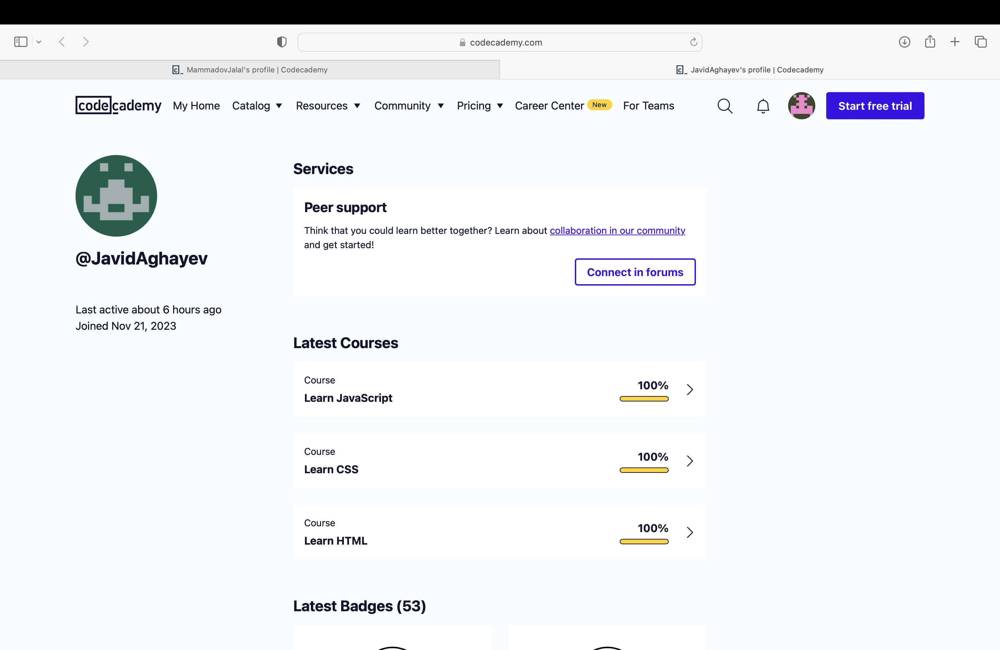 codecademy.com
MammadovJalal's profile | Codecademy
JavidAghayev's profile | Codecademy
codecademy My Home Catalog Resources Community Pricing Career Center New For Teams Start free trial
@JavidAghayev
Last active about 6 hours ago
Joined Nov 21, 2023
Services
Peer support
Think that you could learn better together? Learn about collaboration in our community
and get started!
Connect in forums
Latest Courses
Course
Learn JavaScript
100%
Course
Learn CSS
100%
Course
Learn HTML
100%
Latest Badges (53)